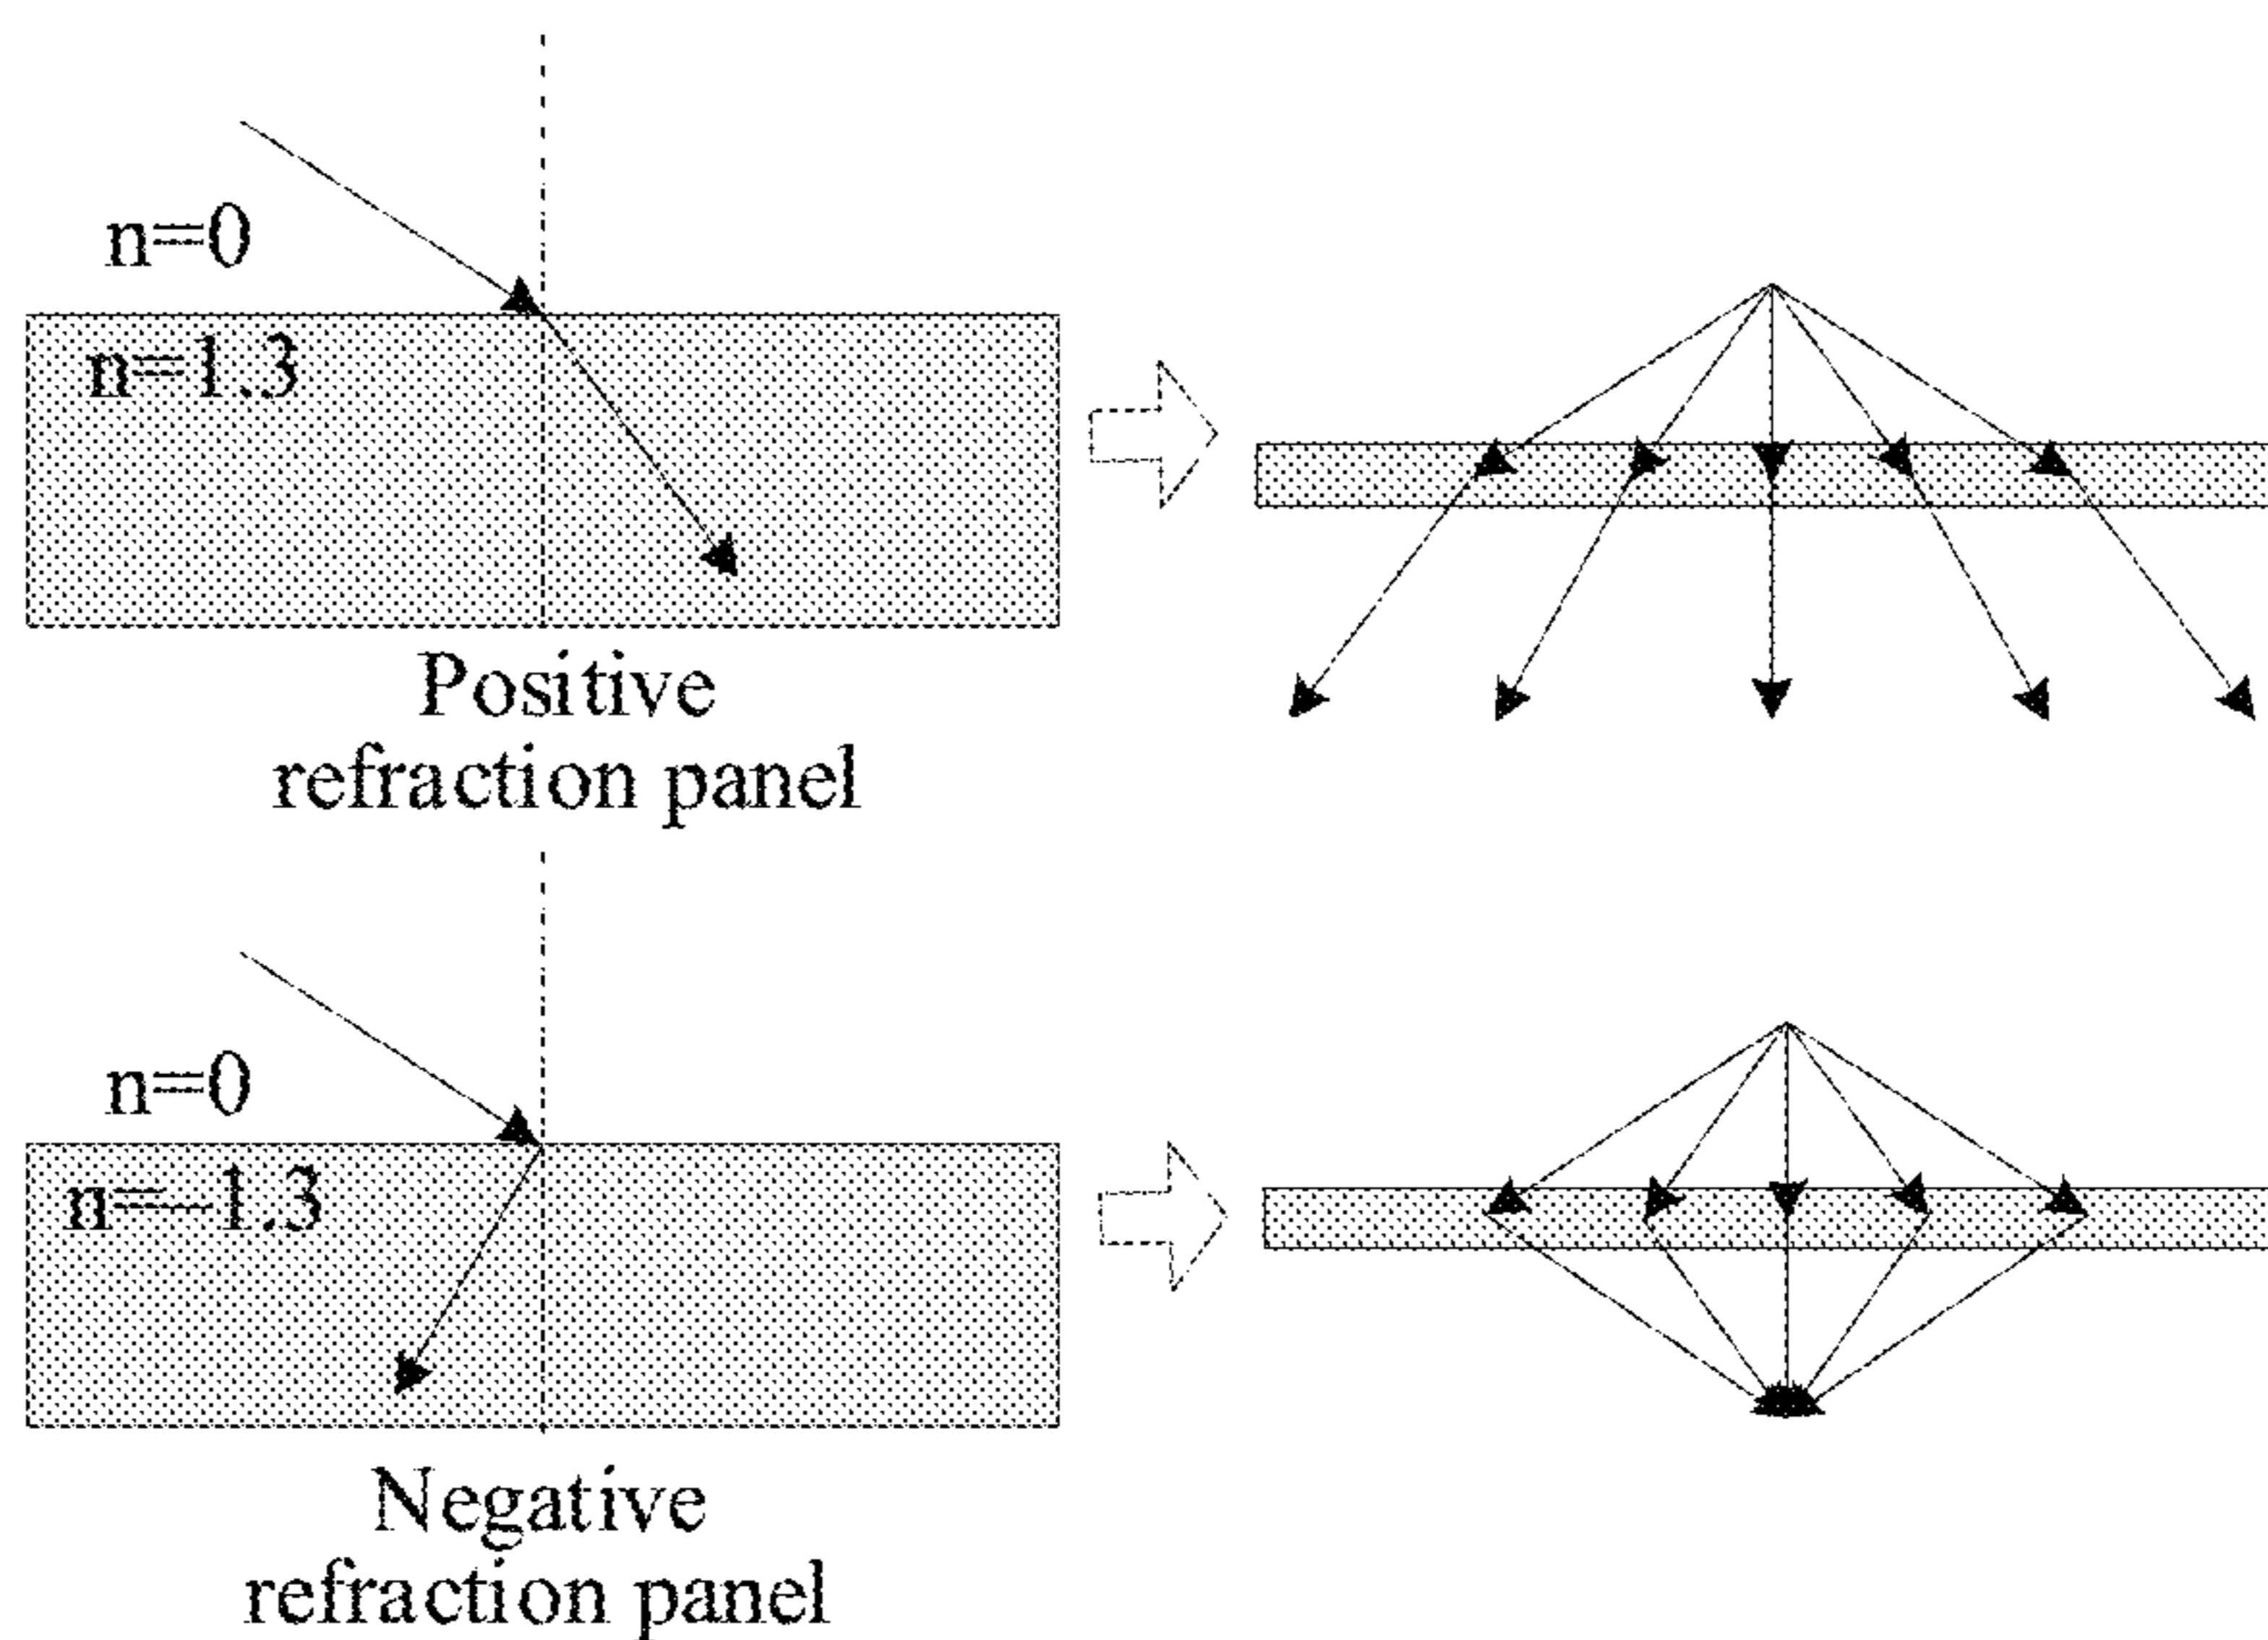 n=0
n=1.3
Positive
refraction panel
n=0
n=-1.3
Negative
refraction panel